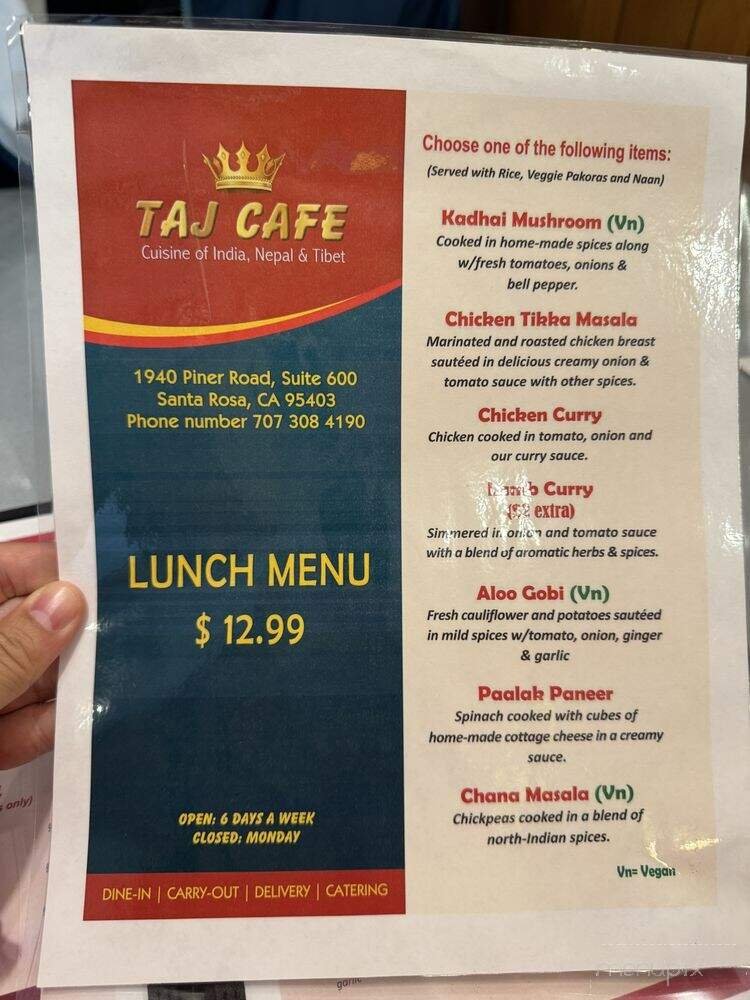 TAJ CAFE
Cuisine of India, Nepal & Tibet
1940 Piner Road, Suite 600
Santa Rosa, CA 95403
Phone number 707 308 4190
LUNCH MENU
$ 12.99
OPEN: 6 DAYS A WEEK
CLOSED: MONDAY
DINE-IN | CARRY-OUT | DELIVERY | CATERING
Choose one of the following items:
(Served with Rice, Veggie Pakoras and Naan)
Kadhai Mushroom (Vn)
Cooked in home-made spices along
w/fresh tomatoes, onions &
bell pepper.
Chicken Tikka Masala
Marinated and roasted chicken breast
sautéed in delicious creamy onion &
tomato sauce with other spices.
Chicken Curry
Chicken cooked in tomato, onion and
our curry sauce.
Lamb Curry
($2 extra)
Simmered in onion and tomato sauce
with a blend of aromatic herbs & spices.
Aloo Gobi (Vn)
Fresh cauliflower and potatoes sautéed
in mild spices w/tomato, onion, ginger
& garlic
Paalak Paneer
Spinach cooked with cubes of
home-made cottage cheese in a creamy
sauce.
Chana Masala (Vn)
Chickpeas cooked in a blend of
north-Indian spices.
Vn= Vegan
only)
garlic